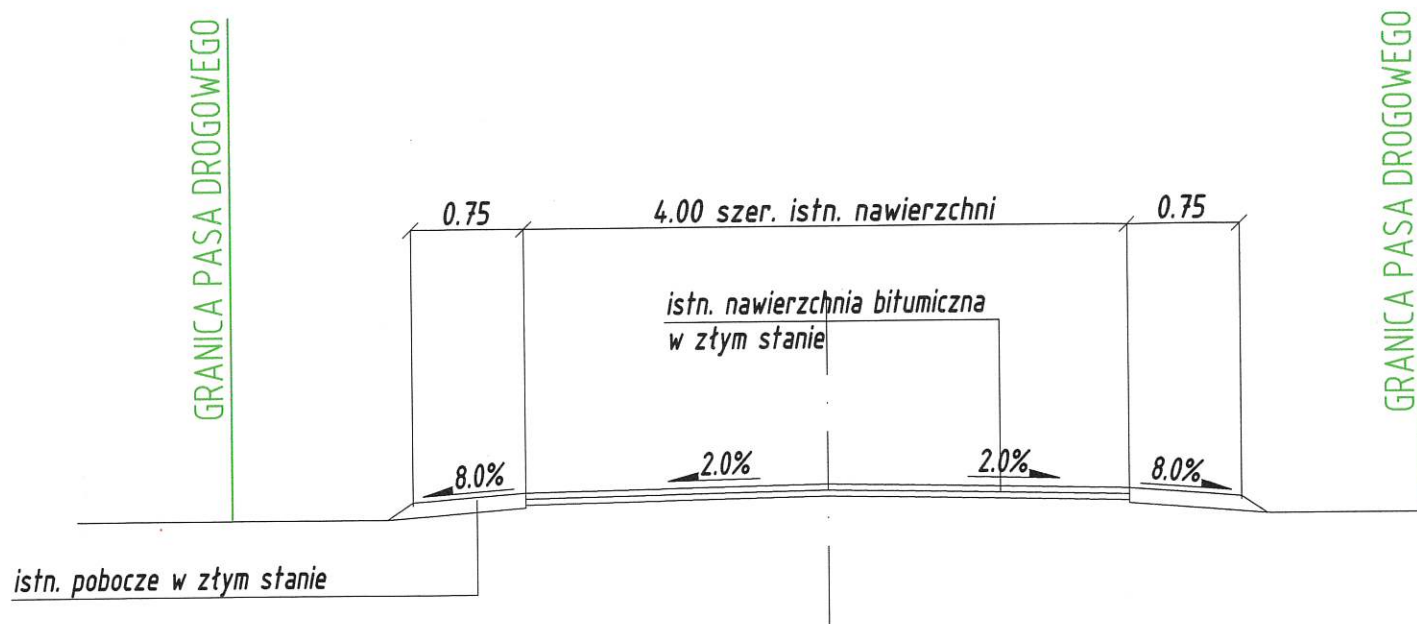 GRANICA PASA DROGOWEGO
GRANICA PASA DROGOWEGO
0.75
4.00 szer. istn. nawierzchni
0.75
istn. nawierzchnia bitumiczna
w złym stanie
8.0%
2.0%
2.0%
8.0%
istn. pobocze w złym stanie